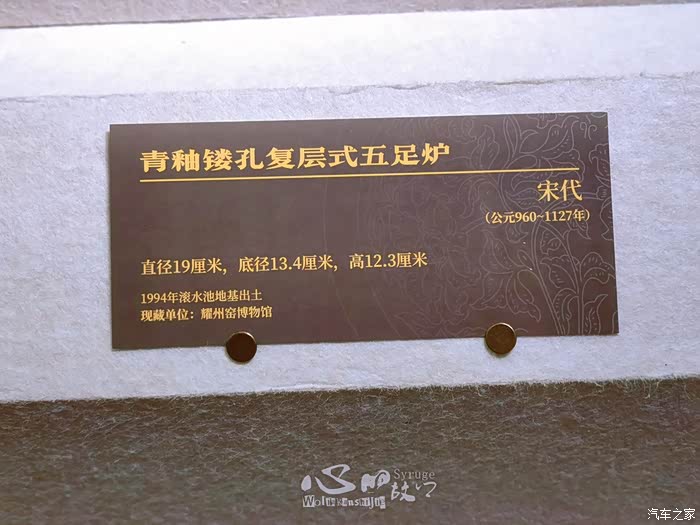 青釉镂孔复层式五足炉
宋代
（公元960~1127年）
直径19厘米，底径13.4厘米，高12.3厘米
1994年滚水池地基出土
现藏单位：耀州窑博物馆
Syruge
汽车之家